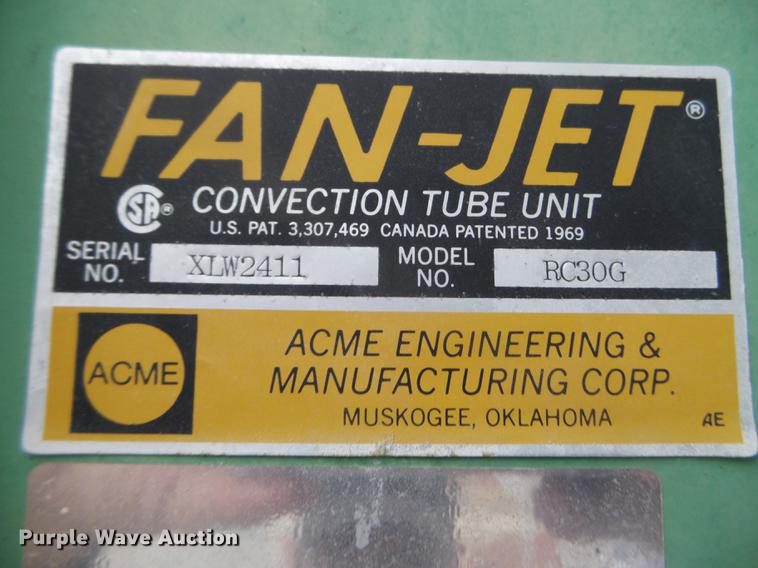 FAN-JET®
SA ®
CONVECTION TUBE UNIT
U.S. PAT. 3,307,469 CANADA PATENTED 1969
SERIAL NO. XLW2411 MODEL NO. RC30G
ACME
ACME ENGINEERING &
MANUFACTURING CORP.
MUSKOGEE, OKLAHOMA
AE
Purple Wave Auction